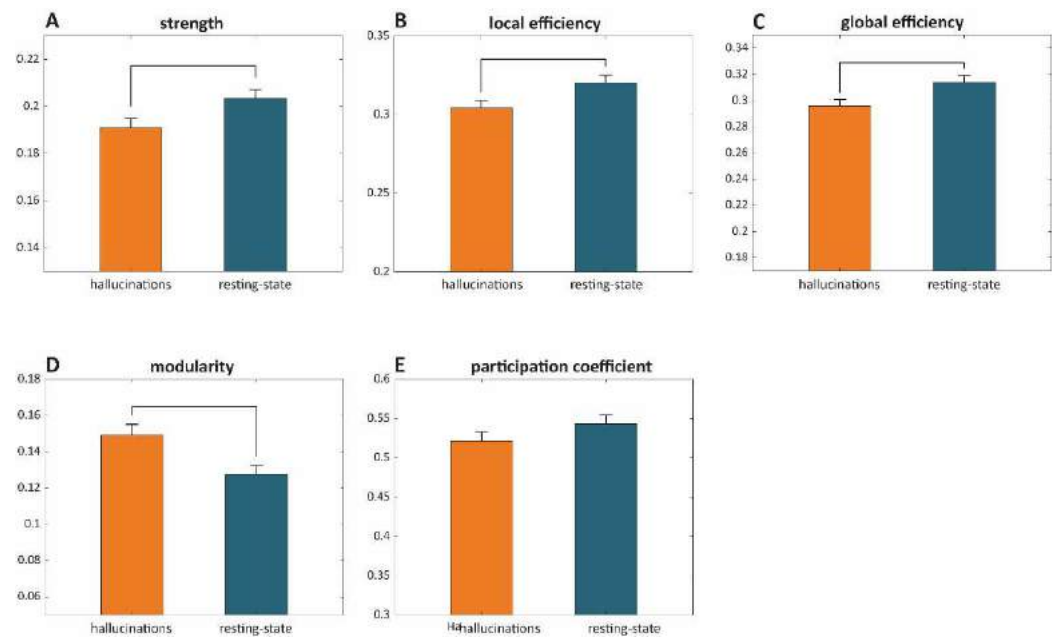 A
strength
0.22
0.2
0.18
0.16
0.14
hallucinations resting-state
B
local efficiency
0.35
0.3
0.25
0.2
hallucinations resting-state
C
global efficiency
0.34
0.32
0.3
0.28
0.26
0.24
0.22
0.2
0.18
hallucinations resting-state
D
modularity
0.18
0.16
0.14
0.12
0.1
0.08
0.06
hallucinations resting-state
E
participation coefficient
0.6
0.55
0.5
0.45
0.4
0.35
0.3
Hahallucinations resting-state